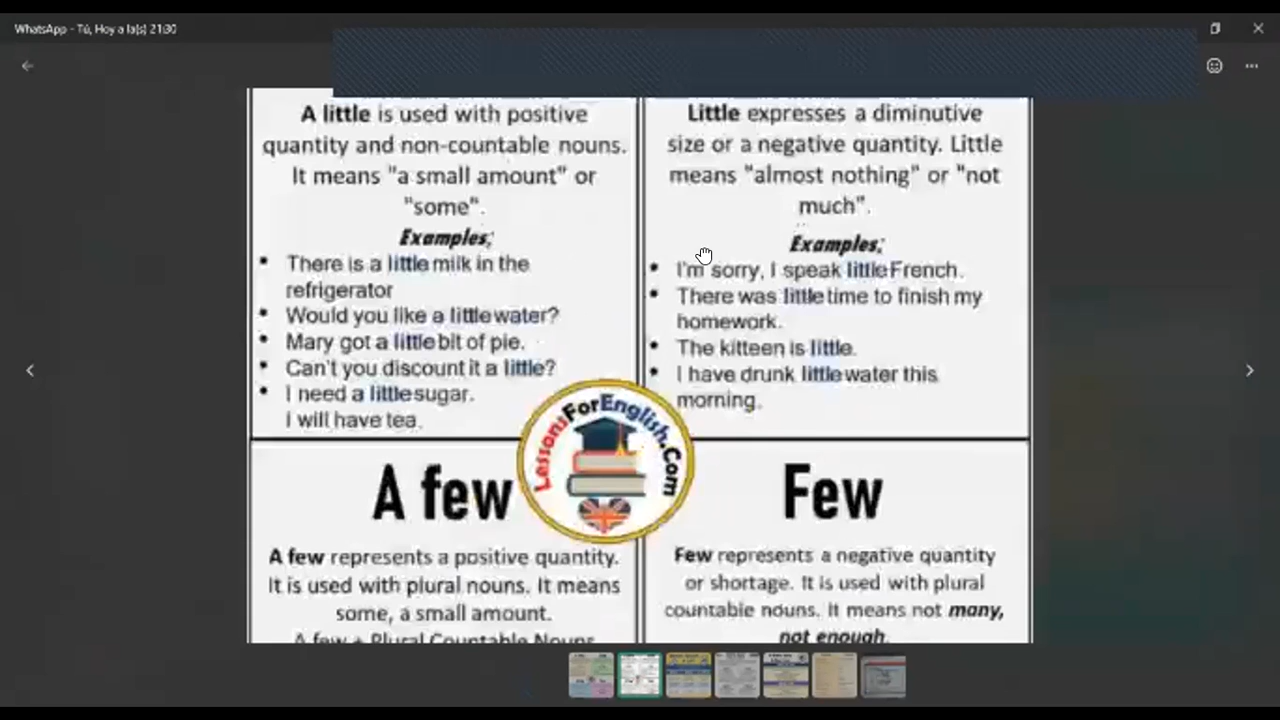 WhatsApp - Tú, Hoy a la(s) 21:30
A little is used with positive
quantity and non-countable nouns.
It means "a small amount" or
"some".
Examples;
• There is a little milk in the
refrigerator
• Would you like a little water?
• Mary got a little bit of pie.
• Can't you discount it a little?
• I need a little sugar.
I will have tea.
Little expresses a diminutive
size or a negative quantity. Little
means "almost nothing" or "not
much".
Examples;
• I'm sorry, I speak little French.
• There was little time to finish my
homework.
• The kitteen is little.
• I have drunk little water this
morning.
LessonsForEnglish.Com
A few
A few represents a positive quantity.
It is used with plural nouns. It means
some, a small amount.
A few + Plural Countable Nouns
Few
Few represents a negative quantity
or shortage. It is used with plural
countable nouns. It means not many,
not enough.